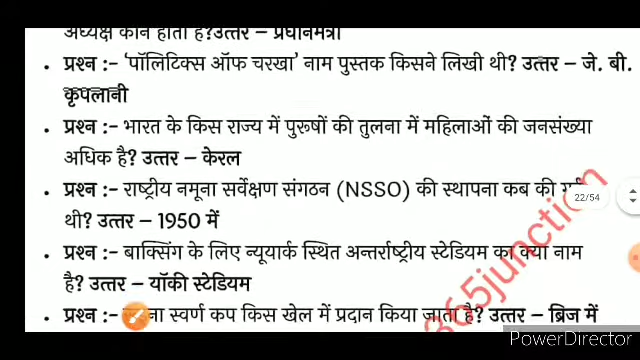 अध्यक्ष कौन होता है?उत्तर – प्रधानमंत्री
• प्रश्न :- ‘पॉलिटिक्स ऑफ चरखा’ नाम पुस्तक किसने लिखी थी? उत्तर – जे. बी.
कृपलानी
• प्रश्न :- भारत के किस राज्य में पुरूषों की तुलना में महिलाओं की जनसंख्या
अधिक है? उत्तर – केरल
• प्रश्न :- राष्ट्रीय नमूना सर्वेक्षण संगठन (NSSO) की स्थापना कब की
थी? उत्तर – 1950 में
• प्रश्न :- बाक्सिंग के लिए न्यूयार्क स्थित अन्तर्राष्ट्रीय स्टेडियम का क्या नाम
है? उत्तर – यॉकी स्टेडियम
• प्रश्न :- स्वर्ण कप किस खेल में प्रदान किया जाता है? उत्तर – ब्रिज में
22/54
365junction
PowerDirector